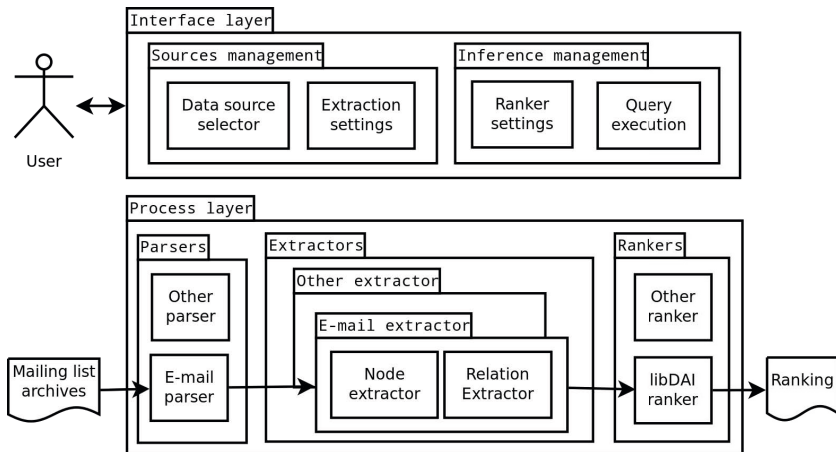 Interface layer
Sources management
Inference management
Data source
selector
Extraction
settings
Ranker
settings
Query
execution
User
Process layer
Parsers
Extractors
Rankers
Other
parser
Other extractor
Other
ranker
E-mail extractor
Mailing list
archives
E-mail
parser
Node
extractor
Relation
Extractor
libDAI
ranker
Ranking